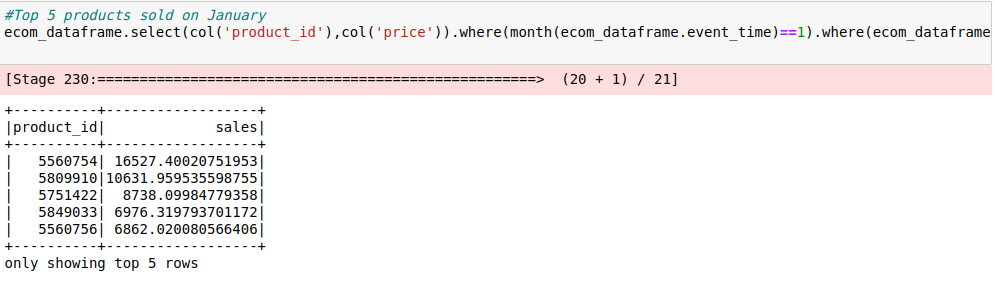 #Top 5 products sold on January
ecom_dataframe.select(col('product_id'),col('price')).where(month(ecom_dataframe.event_time)==1).where(ecom_dataframe
[Stage 230:====================================================>  (20 + 1) / 21]
+----------+------------------+
|product_id|             sales|
+----------+------------------+
|   5560754| 16527.40020751953|
|   5809910|10631.959535598755|
|   5751422|  8738.09984779358|
|   5849033| 6976.319793701172|
|   5560756| 6862.020080566406|
+----------+------------------+
only showing top 5 rows